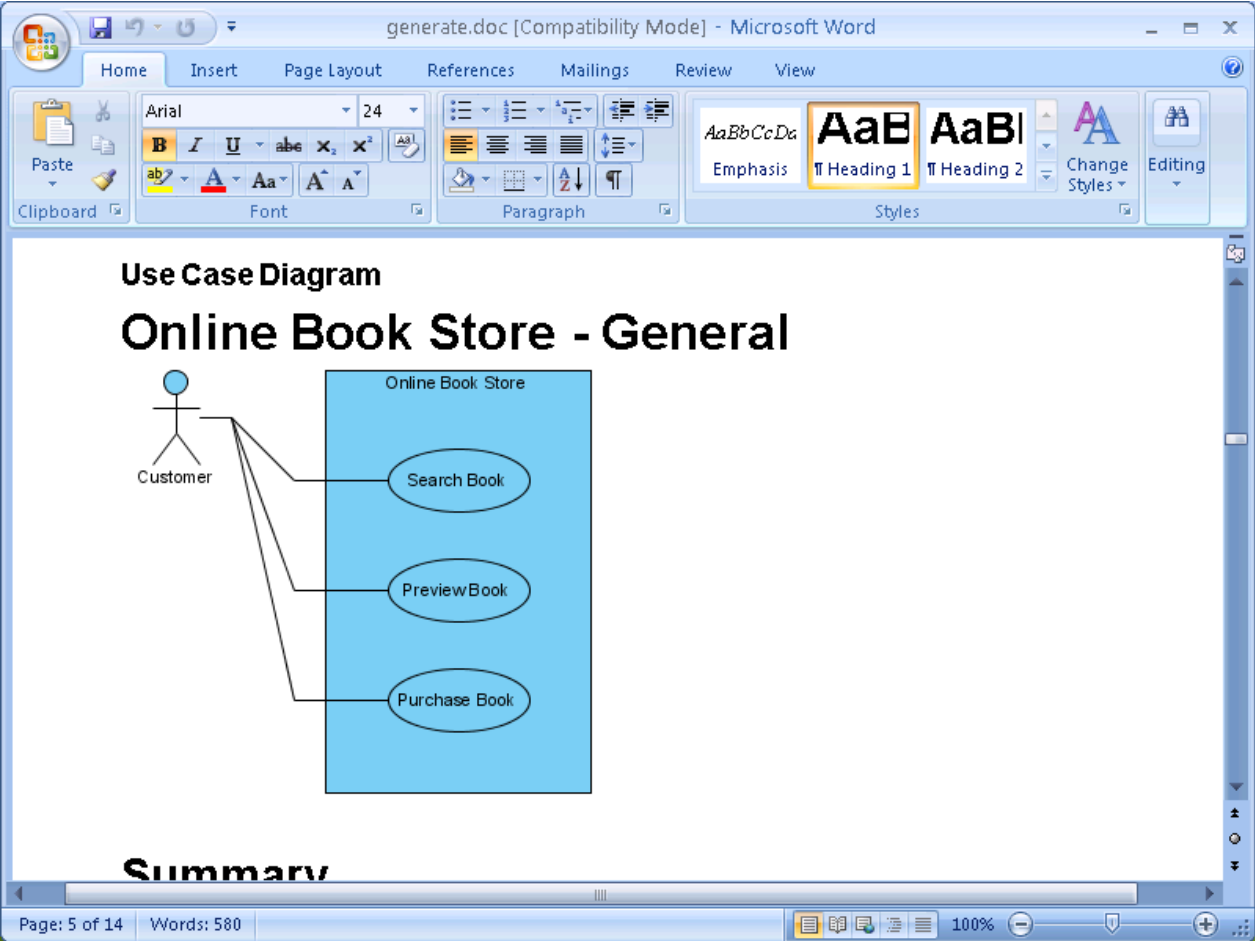 generate.doc [Compatibility Mode] - Microsoft Word
Home Insert Page Layout References Mailings Review View
Paste
Clipboard
Arial 24
B I U abe X₂ X²
ab A Aa A A
Font
A Z ¶
Paragraph
AaBbCcDc AaB AaBl
Emphasis ¶ Heading 1 ¶ Heading 2
Change Styles
Styles
Editing
Use Case Diagram
Online Book Store - General
Online Book Store
Customer
Search Book
Preview Book
Purchase Book
Summary
Page: 5 of 14 Words: 580 100%